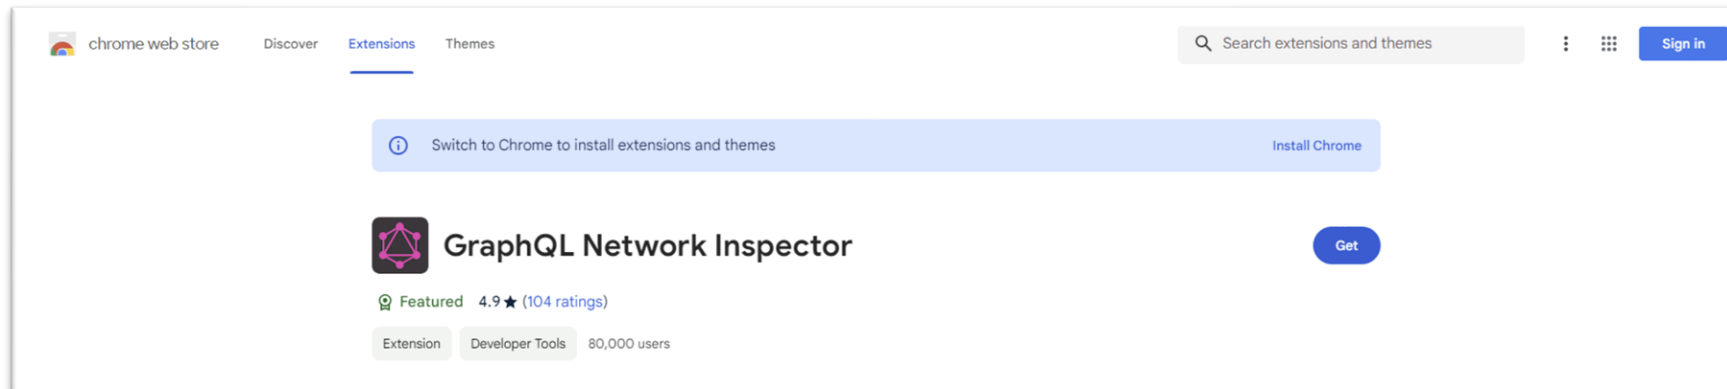 chrome web store Discover Extensions Themes Search extensions and themes Sign in
Switch to Chrome to install extensions and themes Install Chrome
GraphQL Network Inspector Get
Featured 4.9★ (104 ratings)
Extension Developer Tools 80,000 users